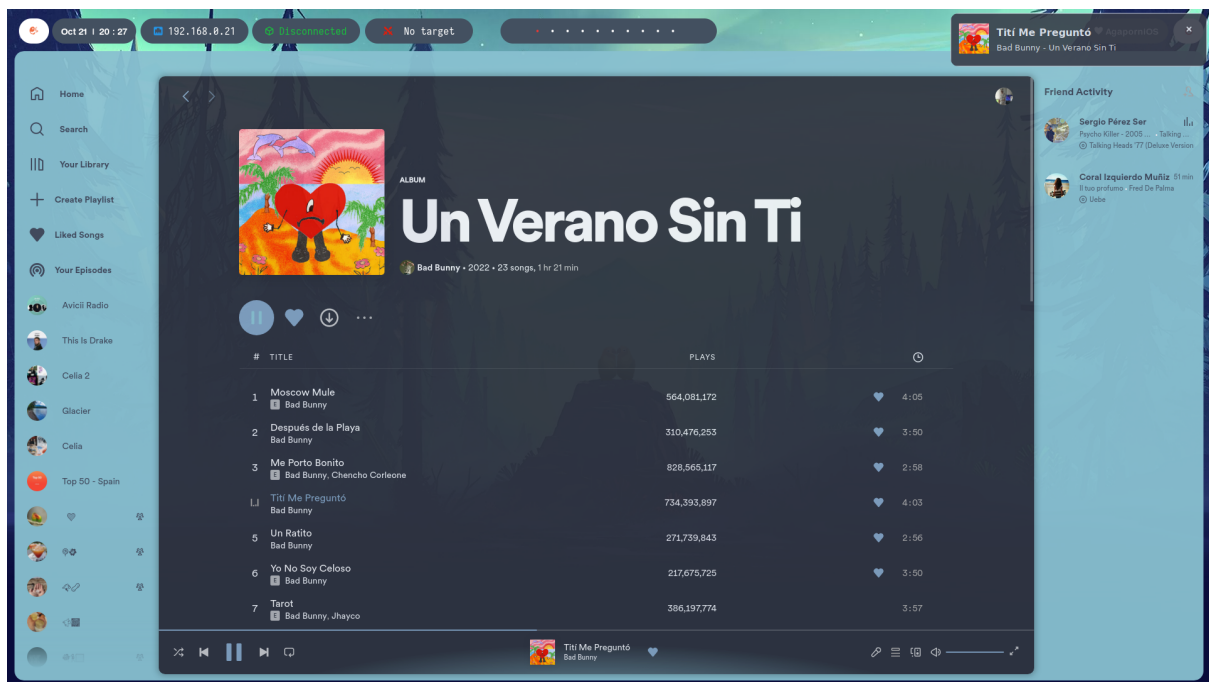 Oct 21 | 20 : 27
192.168.0.21
Disconnected
No target
Tití Me Preguntó
Bad Bunny - Un Verano Sin Ti
Home
Search
Your Library
Create Playlist
Liked Songs
Your Episodes
Avicii Radio
This Is Drake
Celia 2
Glacier
Celia
Top 50 - Spain
ALBUM
Un Verano Sin Ti
Bad Bunny • 2022 • 23 songs, 1 hr 21 min
# TITLE PLAYS
1 Moscow Mule 564,081,172 4:05
E Bad Bunny
2 Después de la Playa 310,476,253 3:50
Bad Bunny
3 Me Porto Bonito 828,565,117 2:58
E Bad Bunny, Chencho Corleone
Tití Me Preguntó 734,393,897 4:03
Bad Bunny
5 Un Ratito 271,739,843 2:56
Bad Bunny
6 Yo No Soy Celoso 217,675,725 3:50
E Bad Bunny
7 Tarot 386,197,774 3:57
E Bad Bunny, Jhayco
Tití Me Preguntó
Bad Bunny
Friend Activity
Sergio Pérez Ser
Psycho Killer - 2005 ... • Talking ...
Talking Heads '77 (Deluxe Version
Coral Izquierdo Muñiz 51 min
Il tuo profumo • Fred De Palma
Uebe